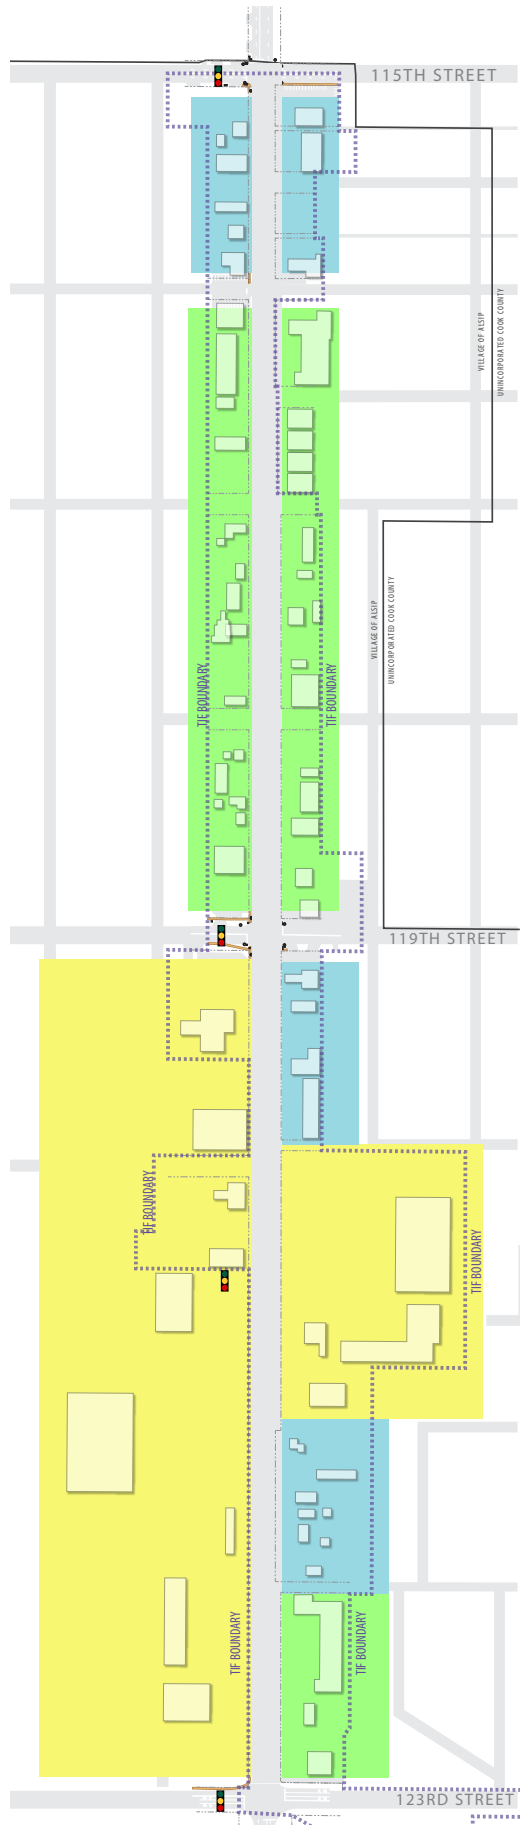 115TH STREET
VILLAGE OF ALSIP
UNINCORPORATED COOK COUNTY
VILLAGE OF ALSIP
UNINCORPORATED COOK COUNTY
TIF BOUNDARY
TIF BOUNDARY
119TH STREET
TIF BOUNDARY
TIF BOUNDARY
TIF BOUNDARY
TIF BOUNDARY
123RD STREET